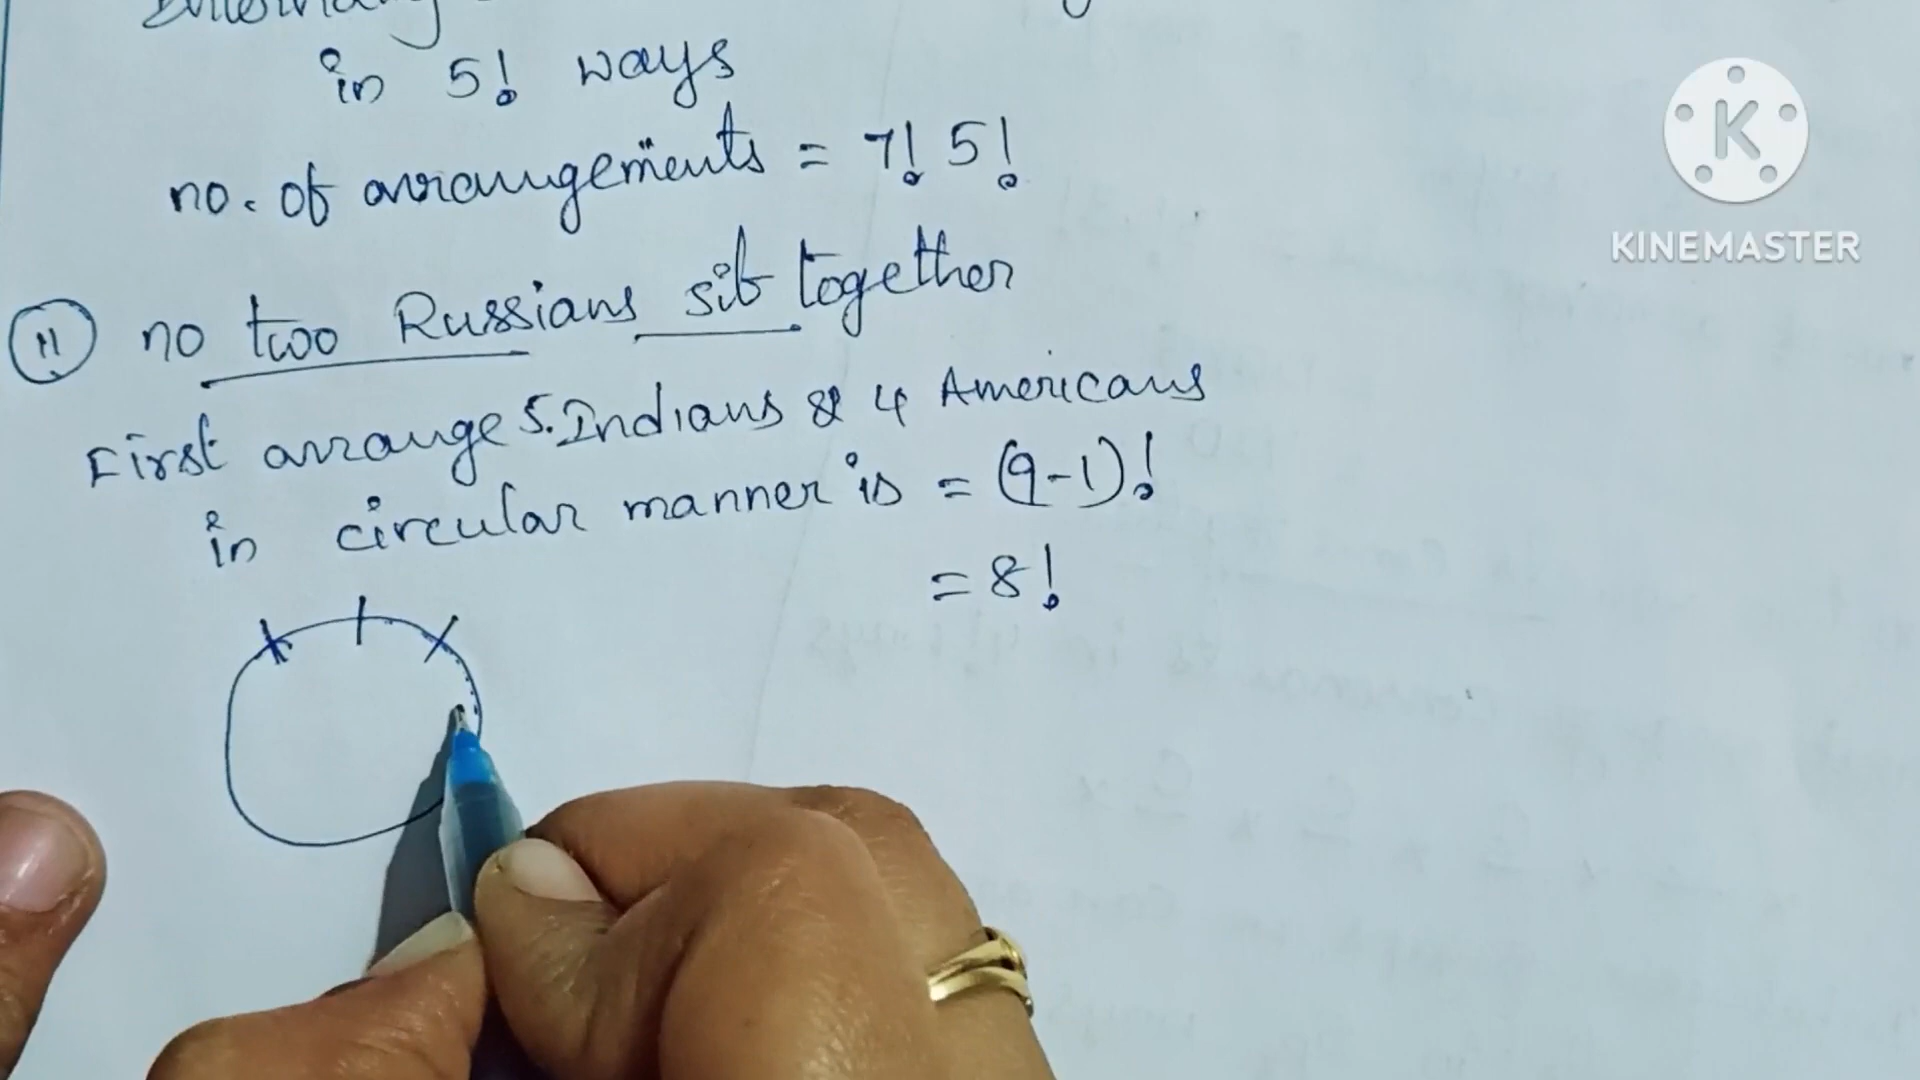 in 5! ways
no. of arrangements = 7! 5!
K
KINEMASTER
(ii) no two Russians sit together
First arrange 5 Indians & 4 Americans
in circular manner is = (9-1)!
= 8!